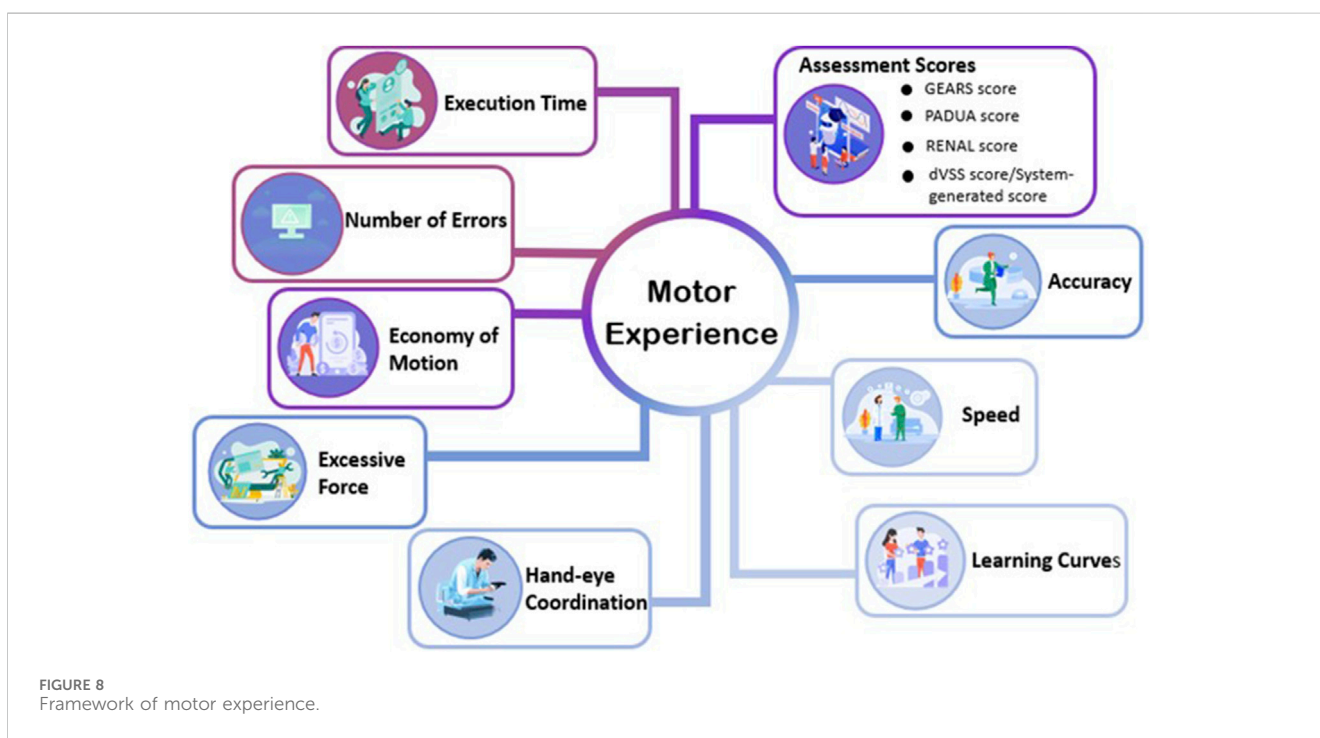 Execution Time
Number of Errors
Economy of
Motion
Excessive
Force
Hand-eye
Coordination
Motor
Experience
Assessment Scores
● GEARS score
● PADUA score
● RENAL score
● dVSS score/System-
generated score
Accuracy
Speed
Learning Curves
FIGURE 8
Framework of motor experience.